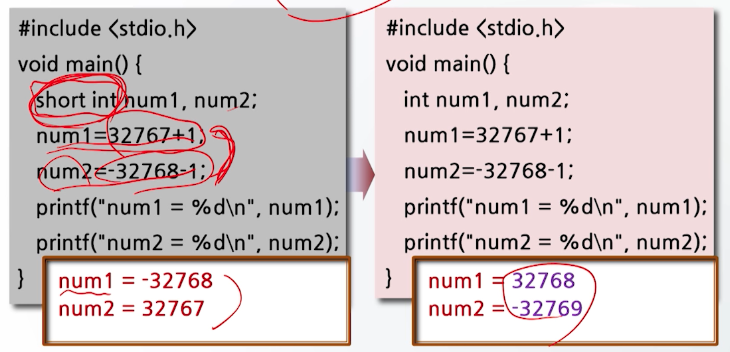 #include <stdio.h>
void main() {
short int num1, num2;
num1=32767+1;
num2=-32768-1;
printf("num1 = %d\n", num1);
printf("num2 = %d\n", num2);
}
num1 = -32768
num2 = 32767
#include <stdio.h>
void main() {
int num1, num2;
num1=32767+1;
num2=-32768-1;
printf("num1 = %d\n", num1);
printf("num2 = %d\n", num2);
}
num1 = 32768
num2 = -32769